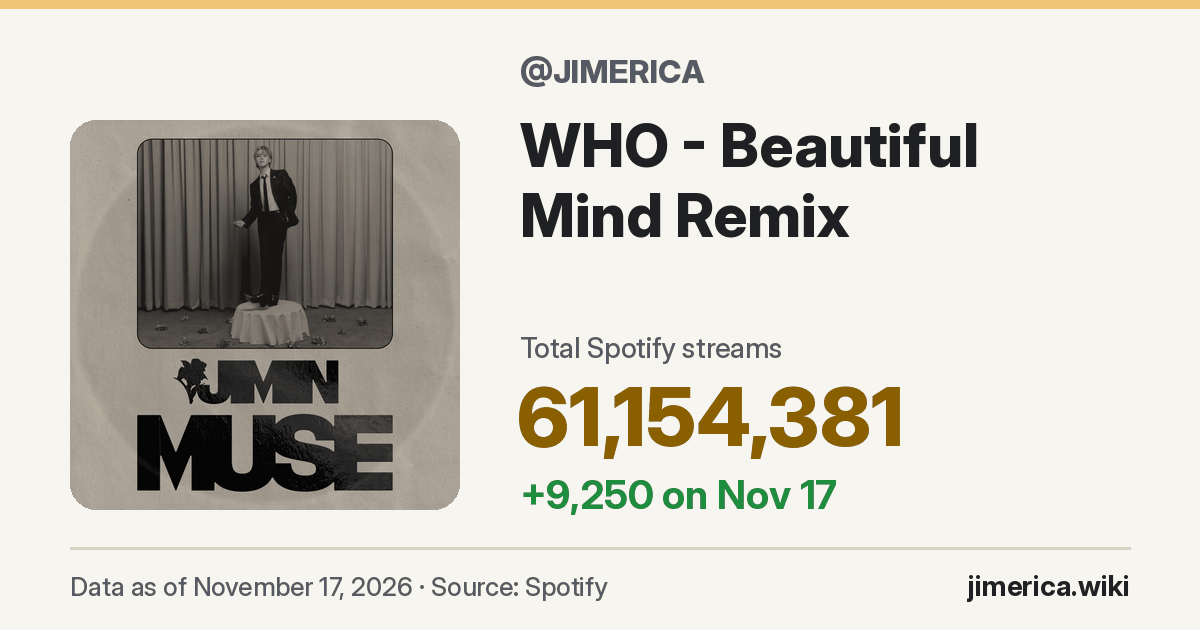 @JIMERICA
WHO - Beautiful
Mind Remix
JMN
MUSE
Total Spotify streams
61,154,381
+9,250 on Nov 17
Data as of November 17, 2026 · Source: Spotify
jimerica.wiki